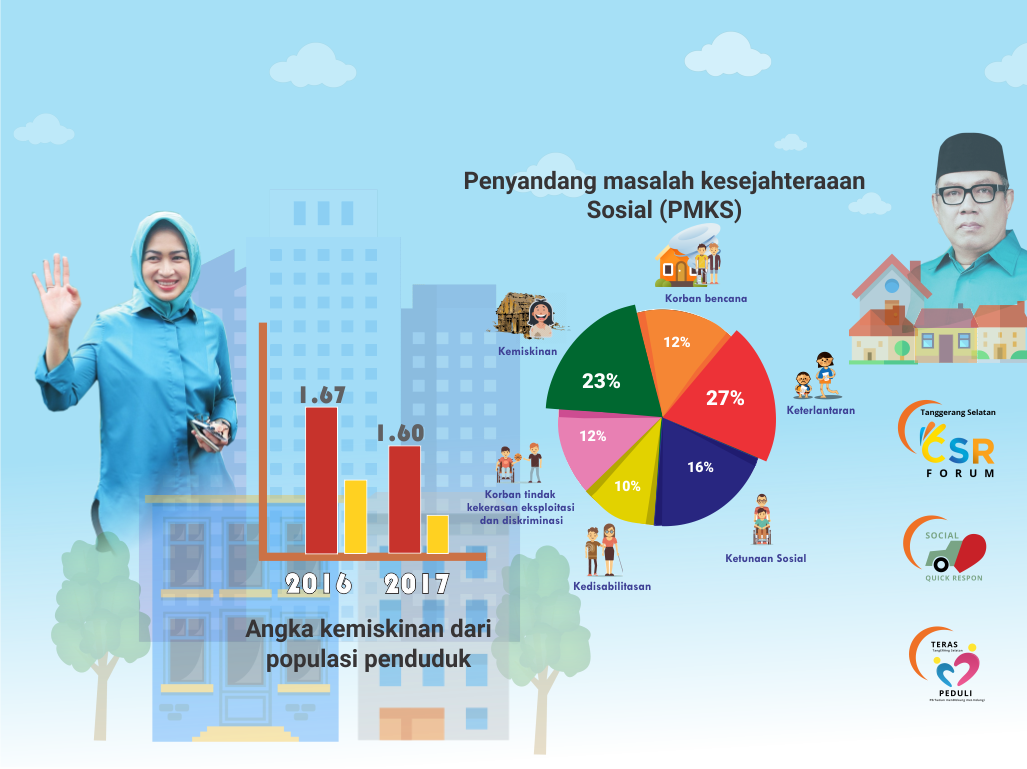 Penyandang masalah kesejahteraaan
Sosial (PMKS)
Korban bencana
Kemiskinan
12%
23%
27%
Keterlantaran
12%
16%
10%
Korban tindak
kekerasan eksploitasi
dan diskriminasi
Ketunaan Sosial
Kedisabilitasan
1.67
1.60
2016 2017
Angka kemiskinan dari
populasi penduduk
Tanggerang Selatan
CSR
FORUM
SOCIAL
QUICK RESPON
TERAS
PEDULI